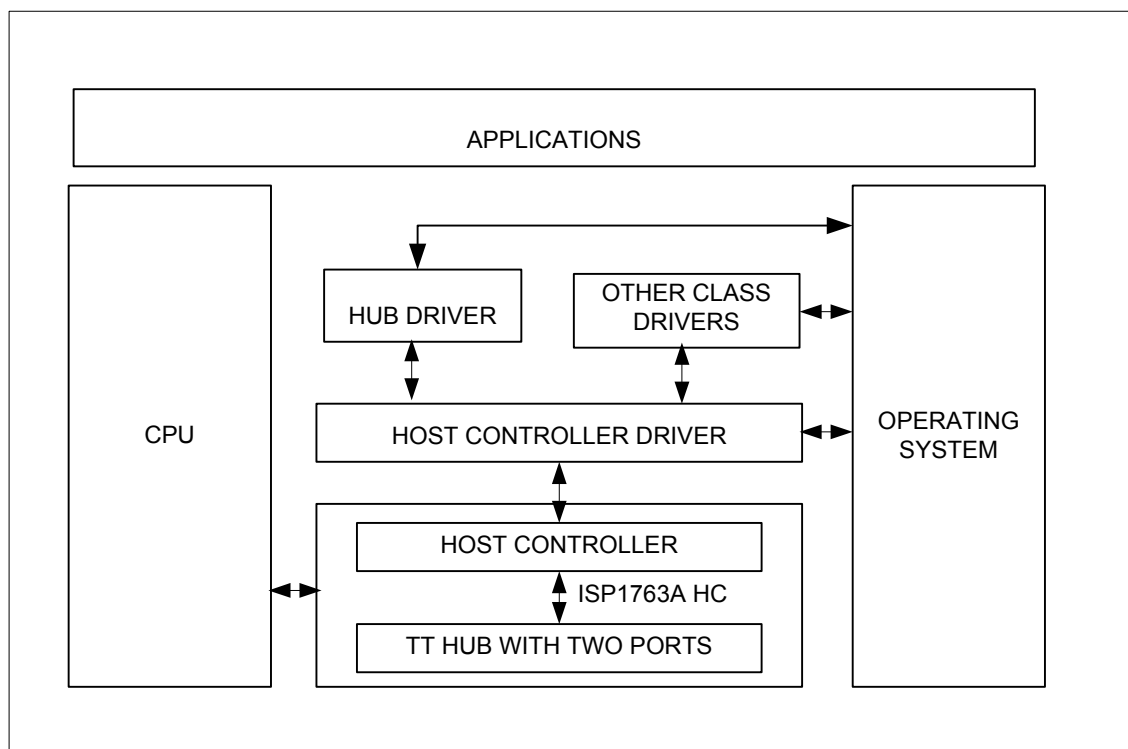 APPLICATIONS
HUB DRIVER
OTHER CLASS
DRIVERS
CPU
HOST CONTROLLER DRIVER
OPERATING
SYSTEM
HOST CONTROLLER
ISP1763A HC
TT HUB WITH TWO PORTS